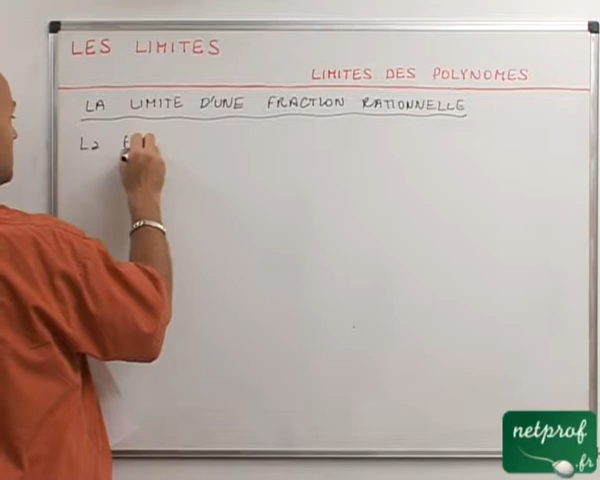 LES LIMITES
LIMITES DES POLYNOMES
LA LIMITE D'UNE FRACTION RATIONNELLE
La
netprof
.fr